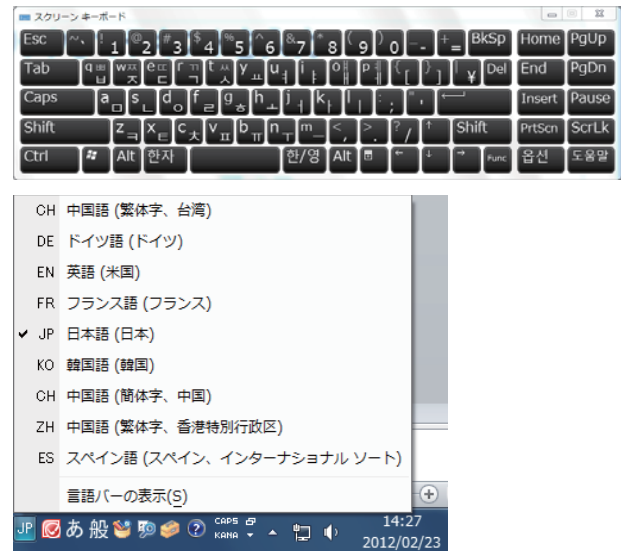 スクリーン キーボード
Esc ~ ` ! 1 @ 2 # 3 $ 4 % 5 ^ 6 & 7 * 8 ( 9 ) 0 _ - + = BkSp Home PgUp
Tab q ㅃ ㅂ w ㅉ ㅈ e ㄸ ㄷ r ㄲ ㄱ t ㅆ ㅅ y ㅛ u ㅕ i ㅑ o ㅒ ㅐ p ㅖ ㅔ { [ } ] | ¥ Del End PgDn
Caps a ㅁ s ㄴ d ㅇ f ㄹ g ㅎ h ㅗ j ㅓ k ㅏ l ㅣ : ; " ' Insert Pause
Shift z ㅋ x ㅌ c ㅊ v ㅍ b ㅠ n ㅜ m ㅡ < , > . ? / ↑ Shift PrtScn ScrLk
Ctrl Alt 한자 한/영 Alt ← ↓ → Func 옵션 도움말
CH 中国語 (繁体字、台湾)
DE ドイツ語 (ドイツ)
EN 英語 (米国)
FR フランス語 (フランス)
✓ JP 日本語 (日本)
KO 韓国語 (韓国)
CH 中国語 (簡体字、中国)
ZH 中国語 (繁体字、香港特別行政区)
ES スペイン語 (スペイン、インターナショナル ソート)
言語バーの表示(S)
JP あ 般 ? CAPS KANA 14:27
2012/02/23